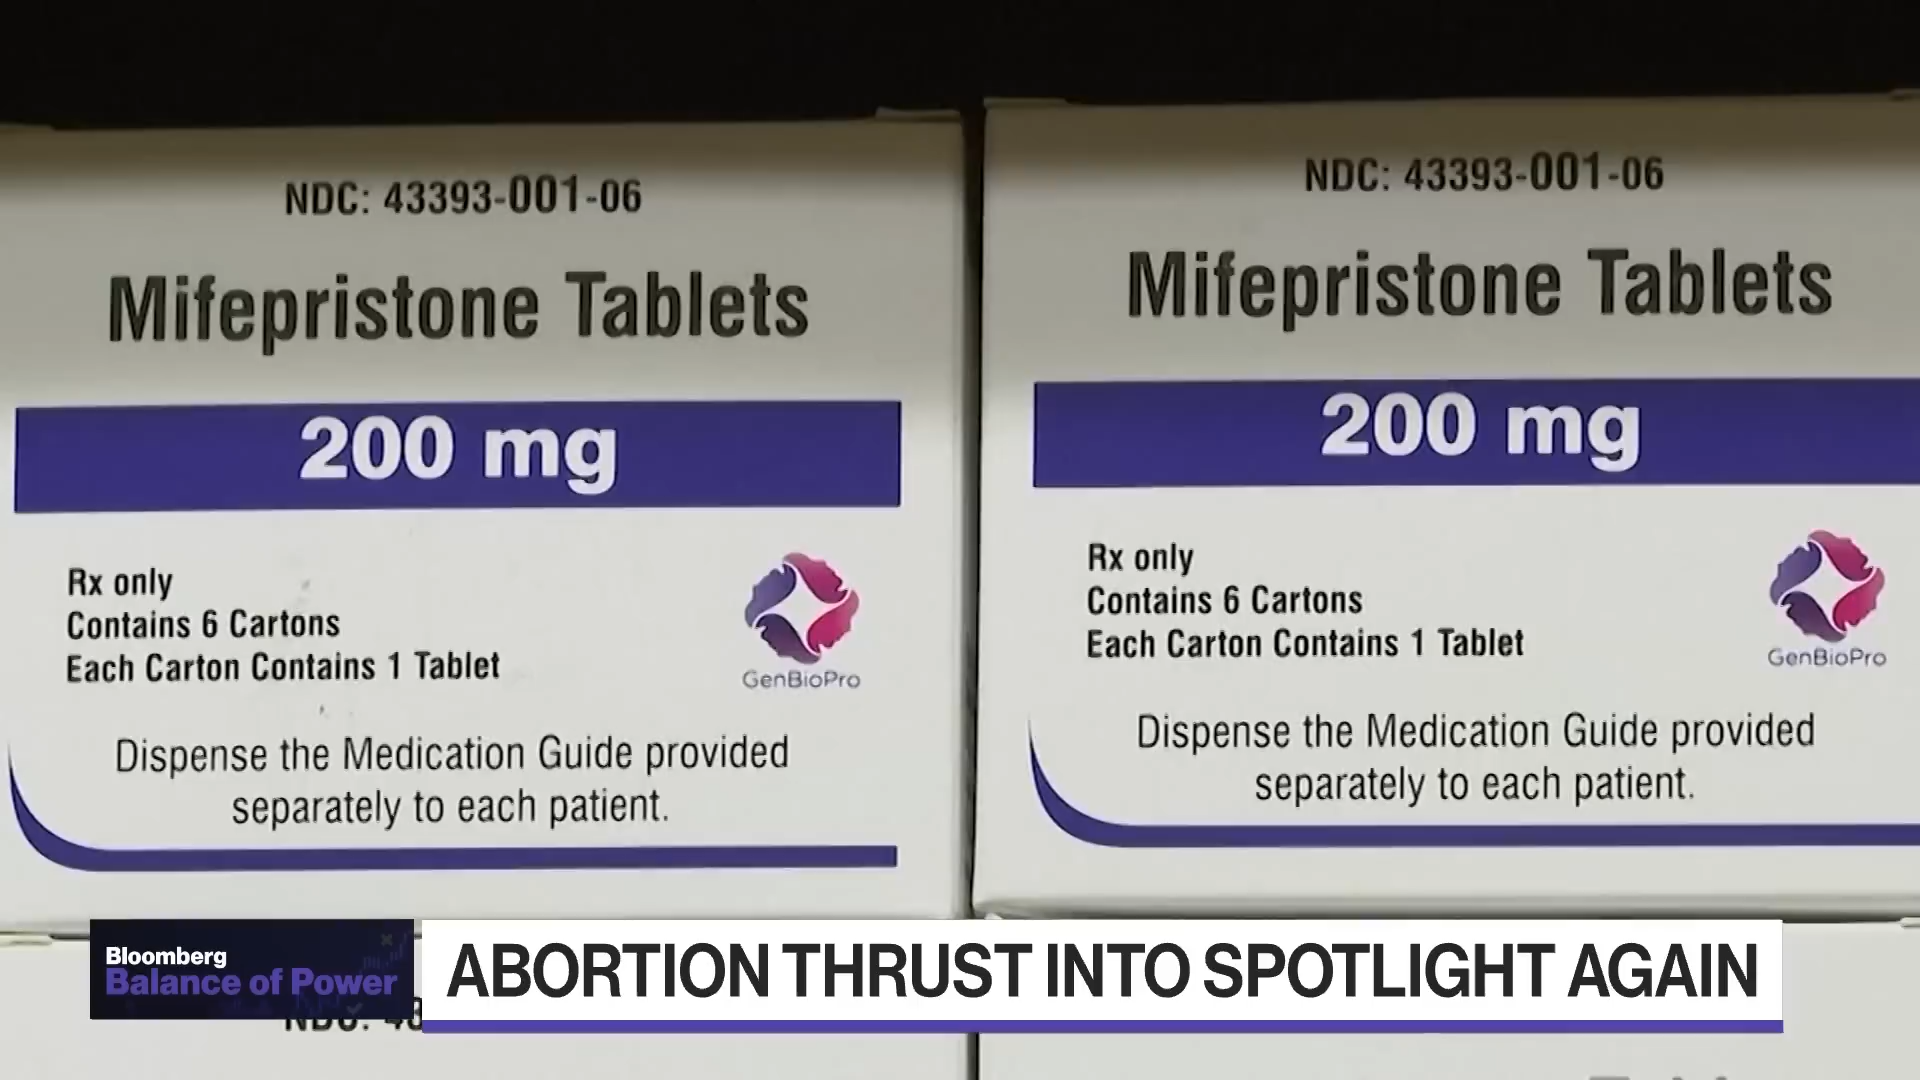 NDC: 43393-001-06
Mifepristone Tablets
200 mg
Rx only
Contains 6 Cartons
Each Carton Contains 1 Tablet
GenBioPro
Dispense the Medication Guide provided
separately to each patient.
NDC: 43393-001-06
Mifepristone Tablets
200 mg
Rx only
Contains 6 Cartons
Each Carton Contains 1 Tablet
GenBioPro
Dispense the Medication Guide provided
separately to each patient.
Bloomberg
Balance of Power
ABORTION THRUST INTO SPOTLIGHT AGAIN
NDC: 43